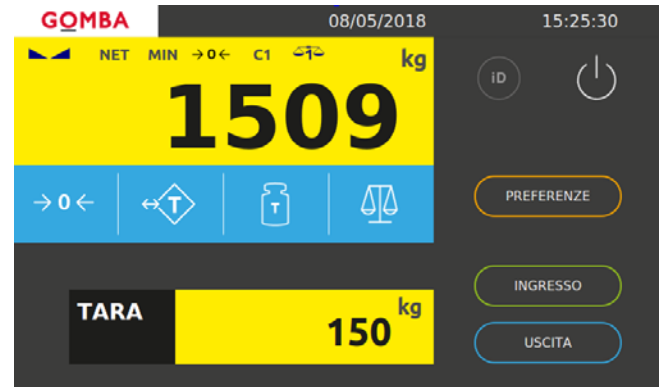 GOMBA 08/05/2018 15:25:30
NET MIN →0← C1 kg
1509
iD
→0← T T
PREFERENZE
INGRESSO
TARA 150 kg
USCITA